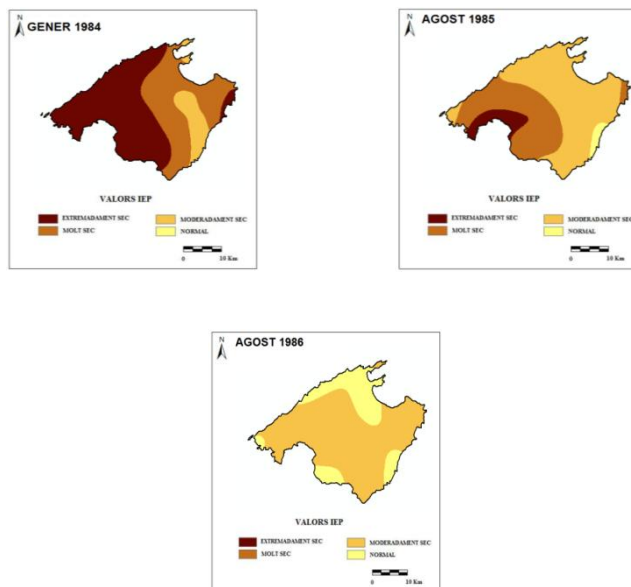 N
GENER 1984
VALORS IEP
EXTREMADAMENT SEC
MODERADAMENT SEC
MOLT SEC
NORMAL
0 10 Km
N
AGOST 1985
VALORS IEP
EXTREMADAMENT SEC
MODERADAMENT SEC
MOLT SEC
NORMAL
0 10 Km
N
AGOST 1986
VALORS IEP
EXTREMADAMENT SEC
MODERADAMENT SEC
MOLT SEC
NORMAL
0 10 Km